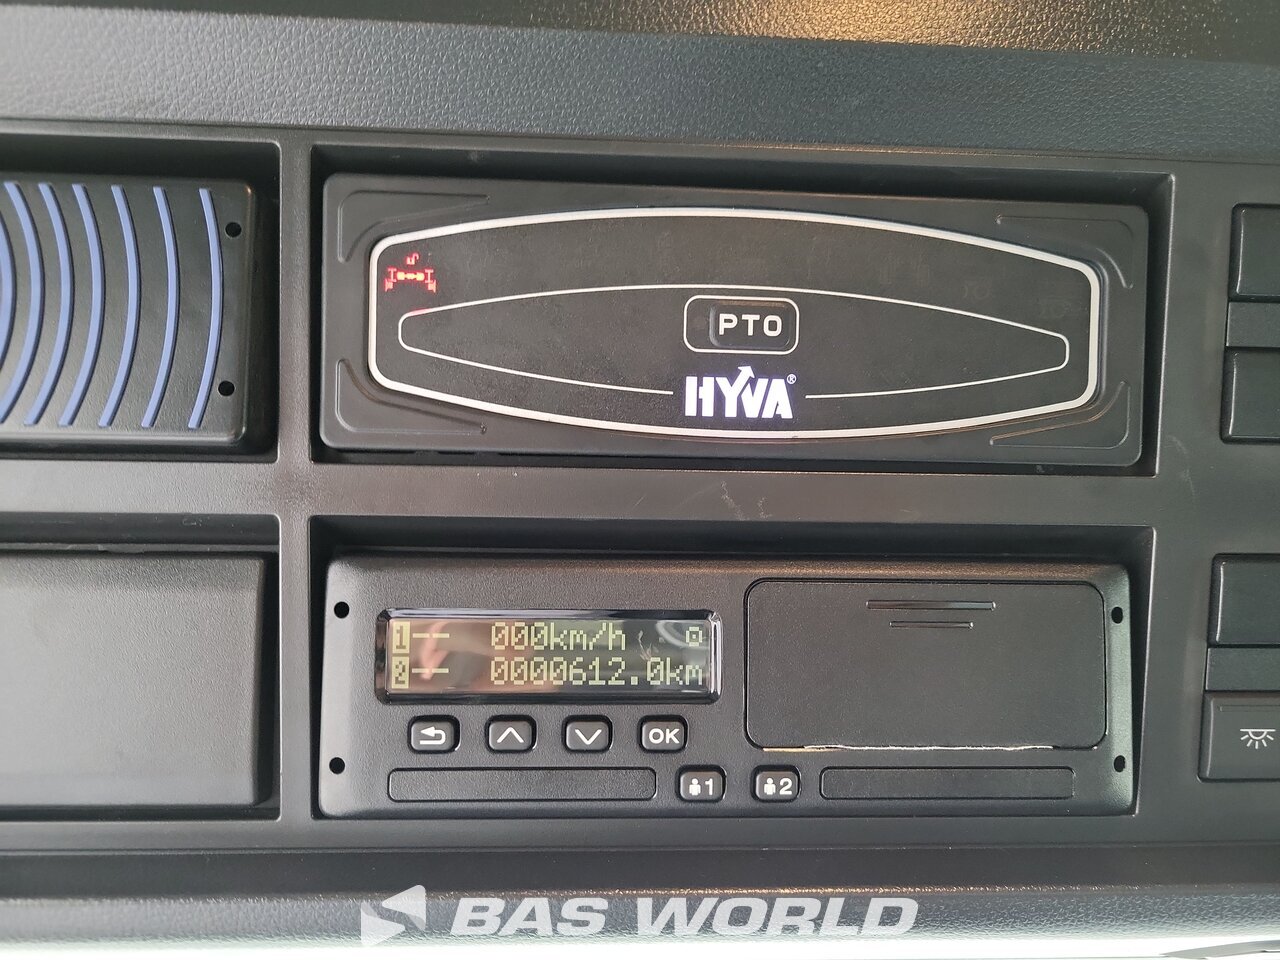 PTO
HYVA®
1-- 000km/h
2-- 0000612.0km
OK
1
2
BAS WORLD